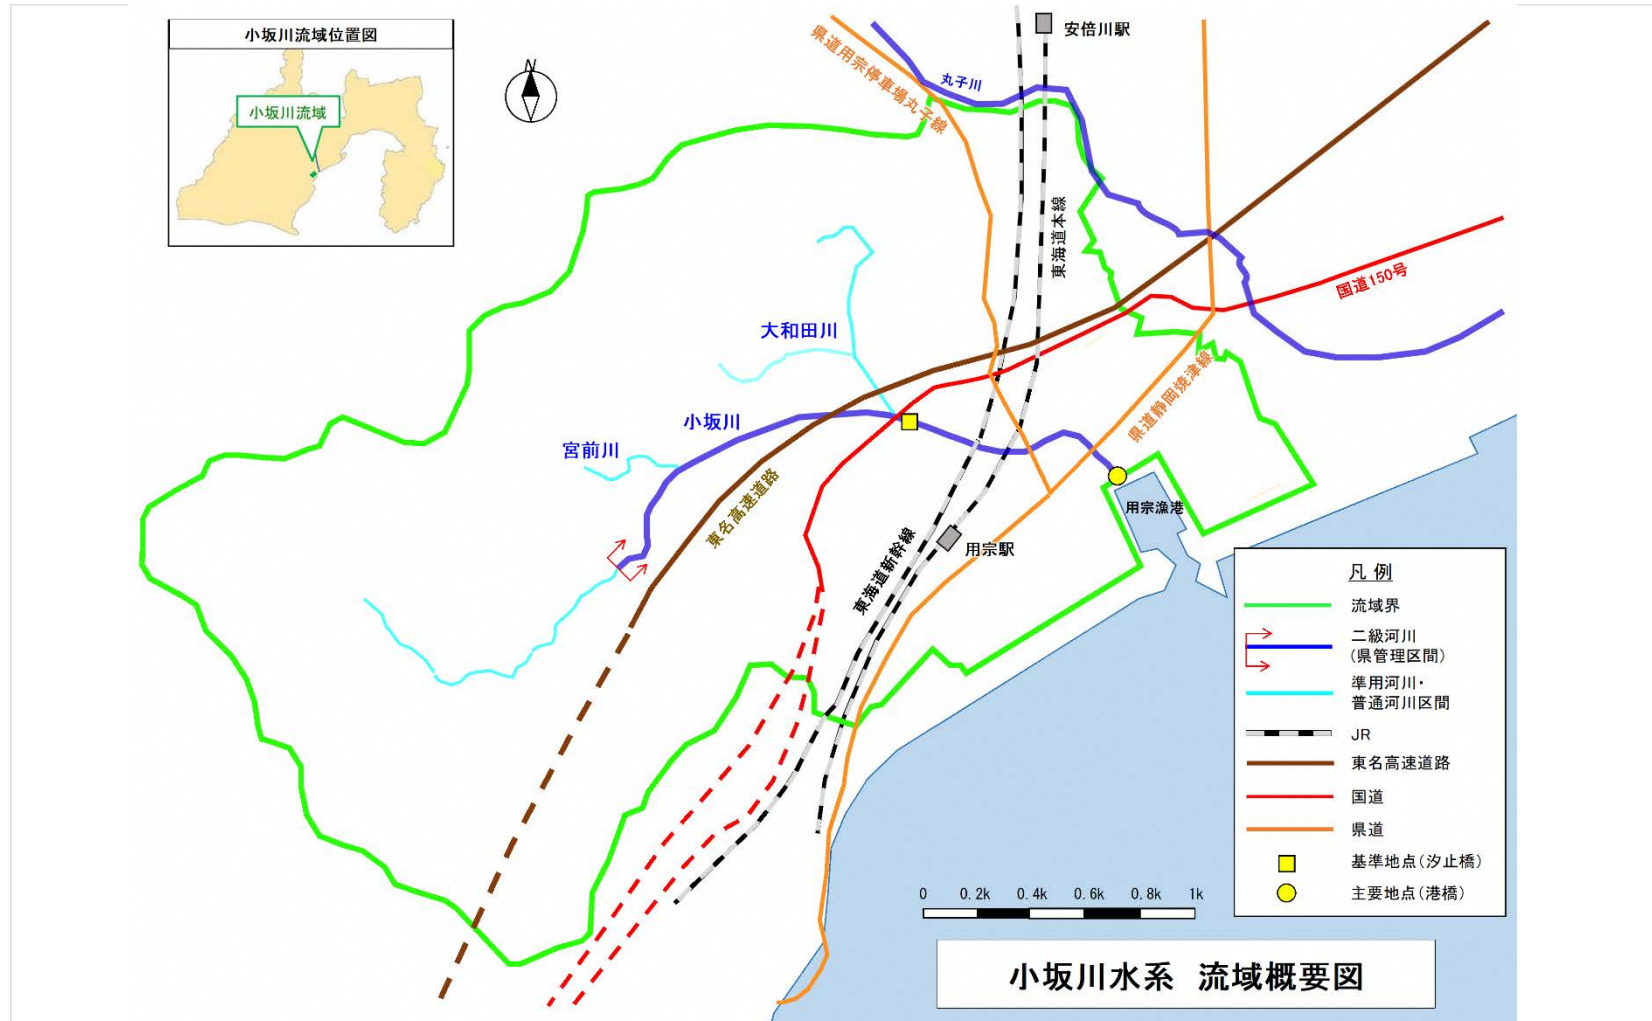 小坂川流域位置図
小坂川流域
N
安倍川駅
県道用宗停車場丸子線
丸子川
東海道本線
国道150号
大和田川
小坂川
宮前川
東名高速道路
県道静岡焼津線
用宗漁港
用宗駅
東海道新幹線
凡 例
流域界
二級河川
(県管理区間)
準用河川・
普通河川区間
JR
東名高速道路
国道
県道
基準地点(汐止橋)
主要地点(港橋)
0 0.2k 0.4k 0.6k 0.8k 1k
小坂川水系 流域概要図